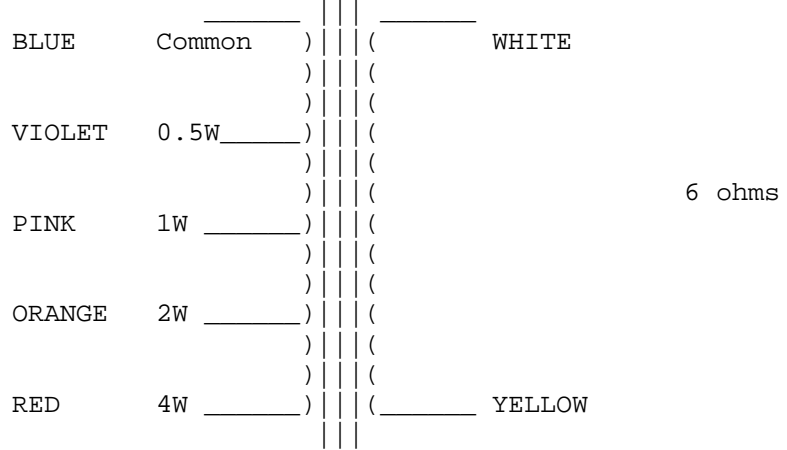 BLUE Common WHITE
VIOLET 0.5W
6 ohms
PINK 1W
ORANGE 2W
RED 4W YELLOW